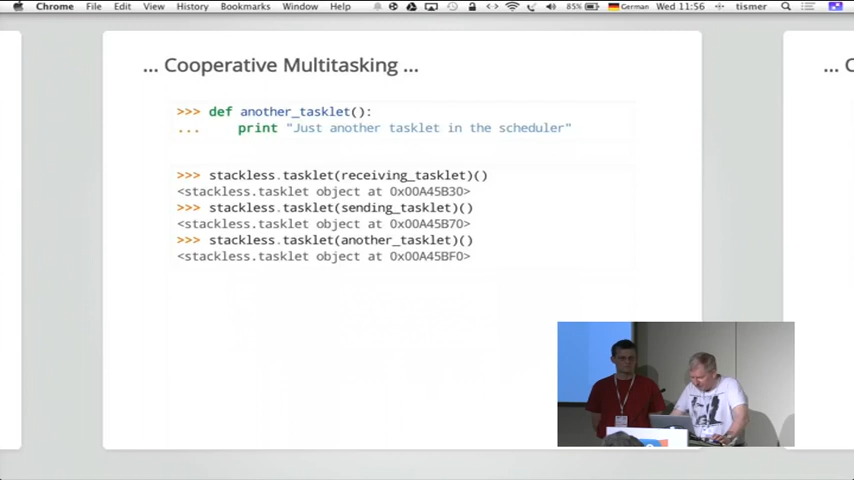 Chrome File Edit View History Bookmarks Window Help 85% German Wed 11:56 tismer
... Cooperative Multitasking ...
... C
>>> def another_tasklet():
... print "Just another tasklet in the scheduler"
>>> stackless.tasklet(receiving_tasklet)()
<stackless.tasklet object at 0x00A45B30>
>>> stackless.tasklet(sending_tasklet)()
<stackless.tasklet object at 0x00A45B70>
>>> stackless.tasklet(another_tasklet)()
<stackless.tasklet object at 0x00A45BF0>